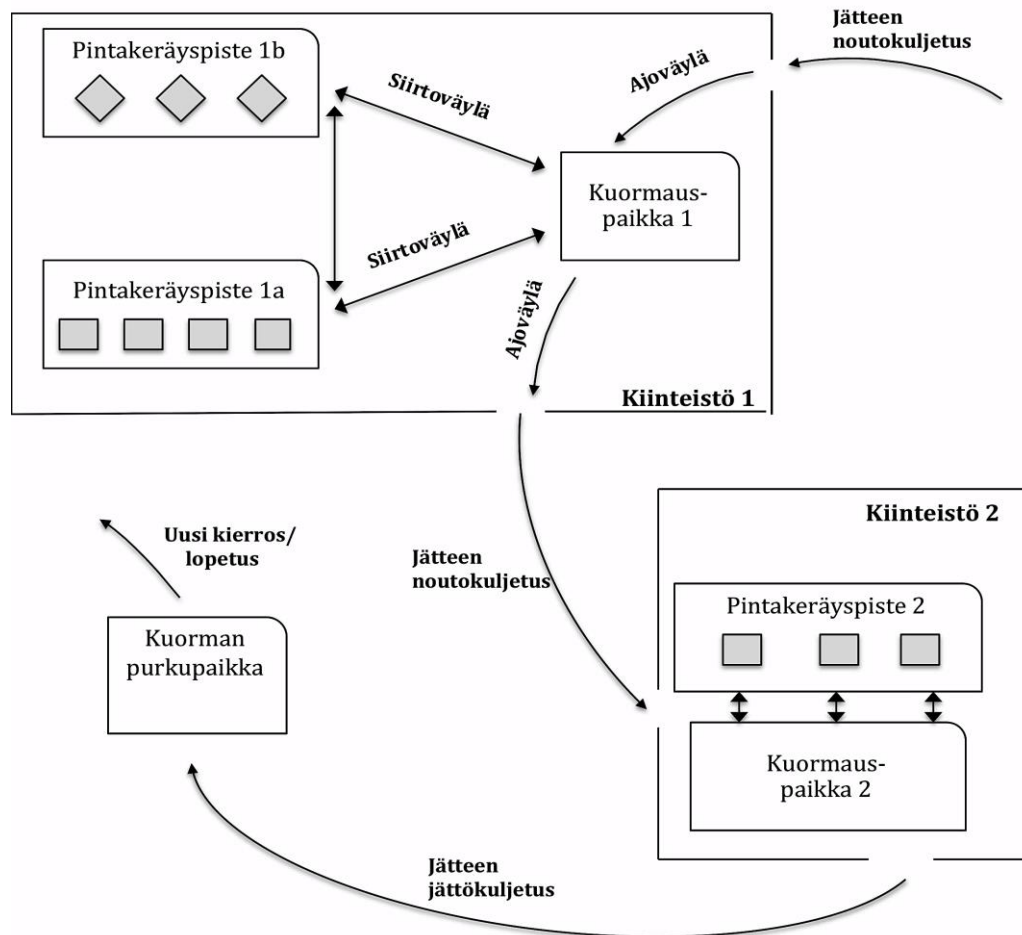 Jätteen
noutokuljetus
Pintakeräyspiste 1b
Ajoväylä
Siirtoväylä
Kuormaus-
paikka 1
Siirtoväylä
Pintakeräyspiste 1a
Ajoväylä
Kiinteistö 1
Kiinteistö 2
Uusi kierros/
lopetus
Jätteen
noutokuljetus
Pintakeräyspiste 2
Kuorman
purkupaikka
Kuormaus-
paikka 2
Jätteen
jättökuljetus